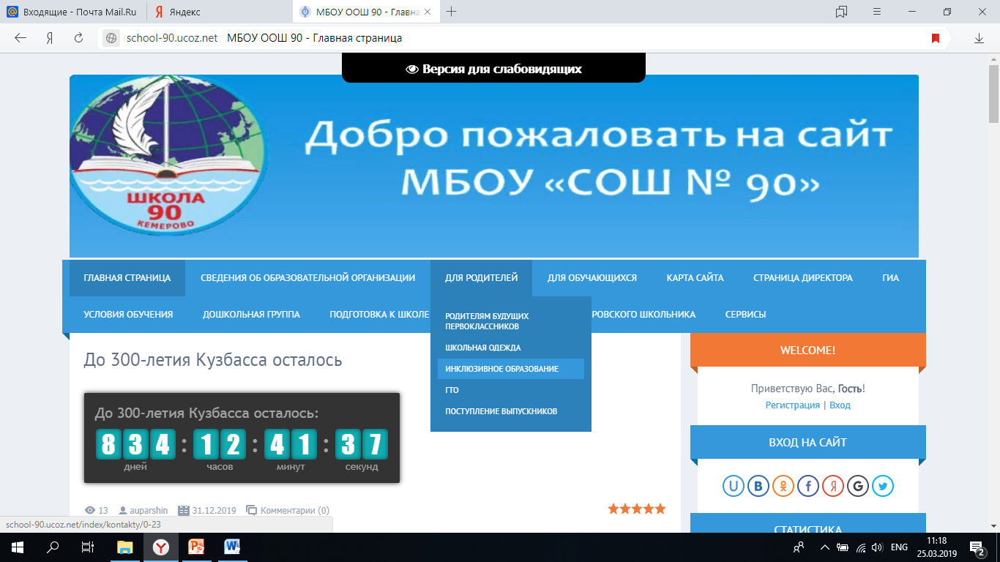 Входящие - Почта Mail.Ru
Яндекс
МБОУ ООШ 90 - Главна
school-90.ucoz.net МБОУ ООШ 90 - Главная страница
Версия для слабовидящих
Добро пожаловать на сайт
МБОУ «СОШ № 90»
ШКОЛА
90
КЕМЕРОВО
ГЛАВНАЯ СТРАНИЦА
СВЕДЕНИЯ ОБ ОБРАЗОВАТЕЛЬНОЙ ОРГАНИЗАЦИИ
ДЛЯ РОДИТЕЛЕЙ
ДЛЯ ОБУЧАЮЩИХСЯ
КАРТА САЙТА
СТРАНИЦА ДИРЕКТОРА
ГИА
УСЛОВИЯ ОБУЧЕНИЯ
ДОШКОЛЬНАЯ ГРУППА
ПОДГОТОВКА К ШКОЛЕ
РОВСКОГО ШКОЛЬНИКА
СЕРВИСЫ
РОДИТЕЛЯМ БУДУЩИХ
ПЕРВОКЛАССНИКОВ
ШКОЛЬНАЯ ОДЕЖДА
ИНКЛЮЗИВНОЕ ОБРАЗОВАНИЕ
ГТО
ПОСТУПЛЕНИЕ ВЫПУСКНИКОВ
До 300-летия Кузбасса осталось
До 300-летия Кузбасса осталось:
834 : 12 : 41 : 37
дней часов минут секунд
13 auparshin 31.12.2019 Комментарии (0)
WELCOME!
Приветствую Вас, Гость!
Регистрация | Вход
ВХОД НА САЙТ
СТАТИСТИКА
school-90.ucoz.net/index/kontakty/0-23
ENG
11:18
25.03.2019
2